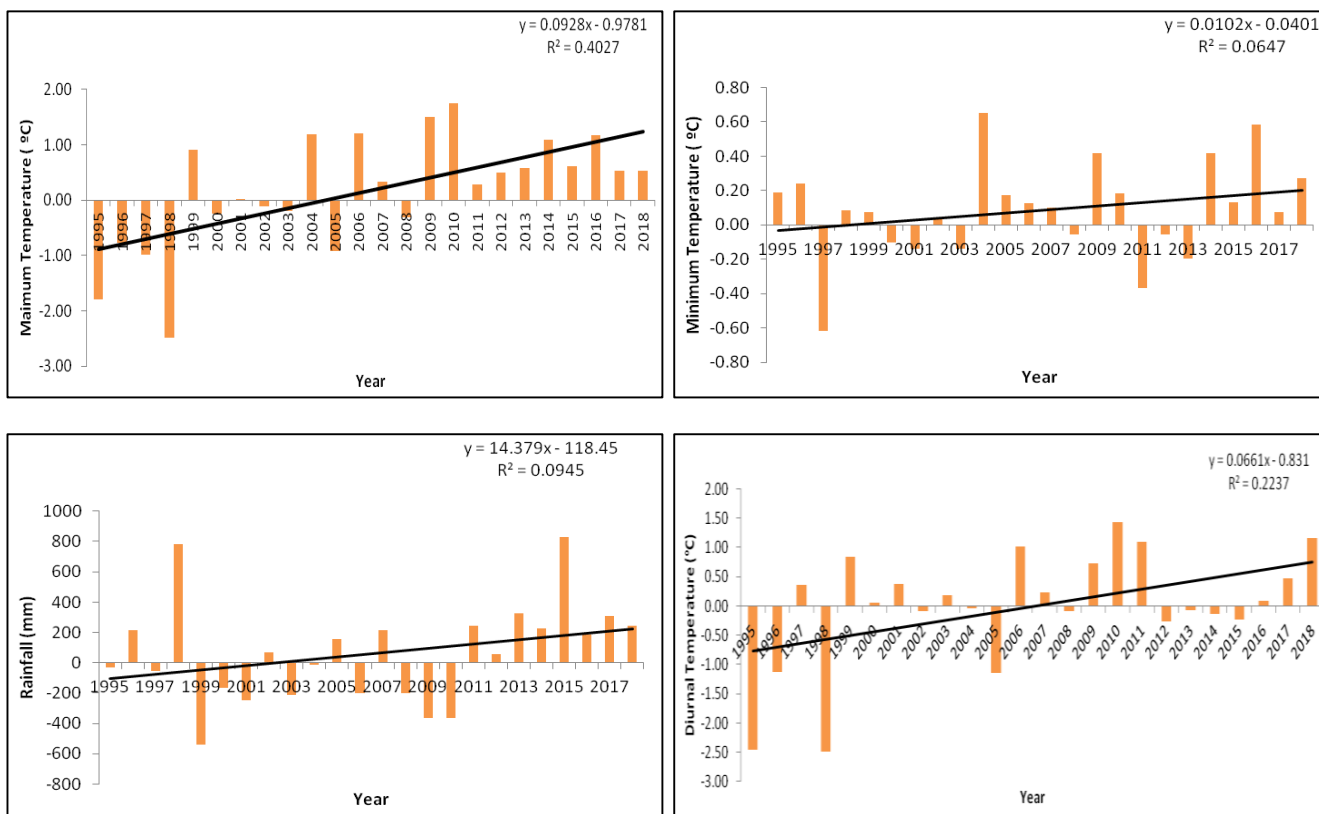 y = 0.0928x - 0.9781
R² = 0.4027
Maimum Temperature ( ºC)
2.00
1.00
0.00
-1.00
-2.00
-3.00
1995 1996 1997 1998 1999 2000 2001 2002 2003 2004 2005 2006 2007 2008 2009 2010 2011 2012 2013 2014 2015 2016 2017 2018
Year
y = 0.0102x - 0.0401
R² = 0.0647
Minimum Temperature ( ºC)
0.80
0.60
0.40
0.20
0.00
-0.20
-0.40
-0.60
-0.80
1995 1997 1999 2001 2003 2005 2007 2009 2011 2013 2015 2017
Year
y = 14.379x - 118.45
R² = 0.0945
Rainfall (mm)
1000
800
600
400
200
0
-200
-400
-600
-800
1995 1997 1999 2001 2003 2005 2007 2009 2011 2013 2015 2017
Year
y = 0.0661x - 0.831
R² = 0.2237
Diurnal Temperature (°C)
2.00
1.50
1.00
0.50
0.00
-0.50
-1.00
-1.50
-2.00
-2.50
-3.00
1995 1996 1997 1998 1999 2000 2001 2002 2003 2004 2005 2006 2007 2008 2009 2010 2011 2012 2013 2014 2015 2016 2017 2018
Year